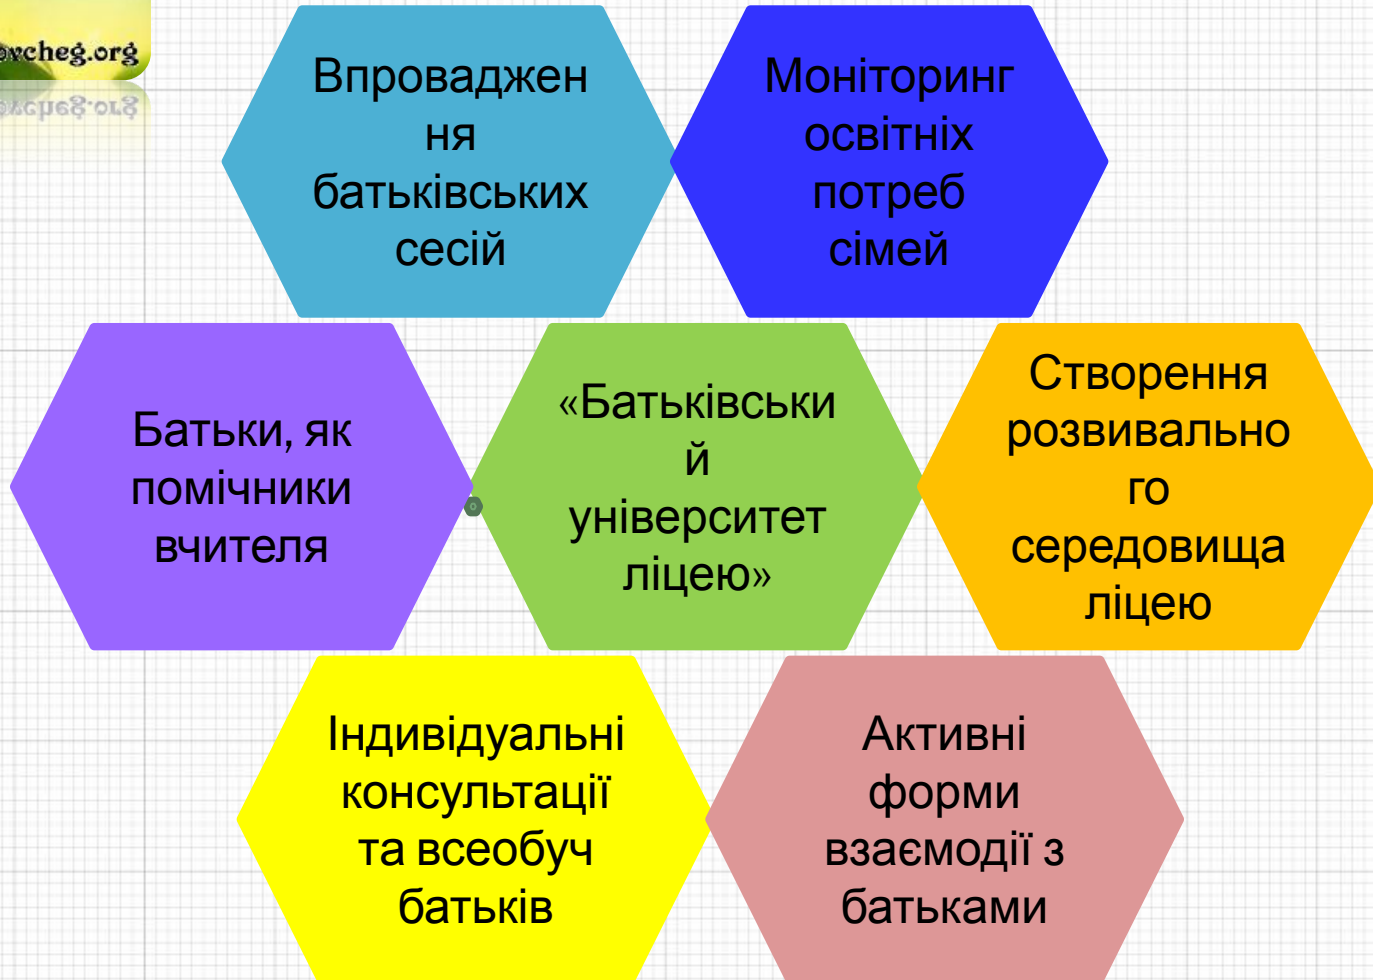 Впроваджен
ня
батьківських
сесій
Моніторинг
освітніх
потреб
сімей
Батьки, як
помічники
вчителя
«Батьківськи
й
університет
ліцею»
Створення
розвивально
го
середовища
ліцею
Індивідуальні
консультації
та всеобуч
батьків
Активні
форми
взаємодії з
батьками